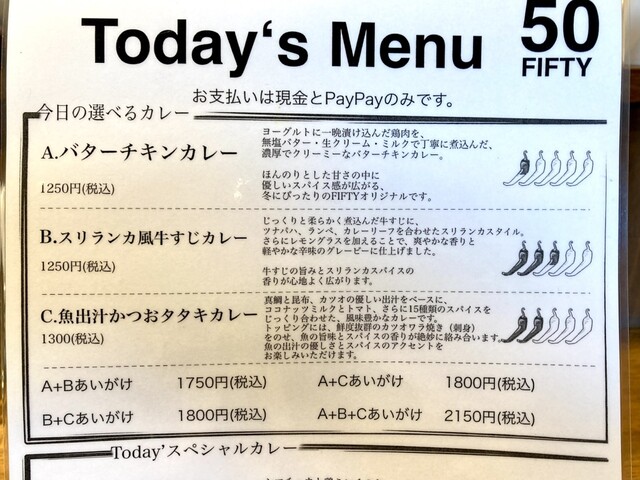 Today‘s Menu
50
FIFTY
お支払いは現金とPayPayのみです。
今日の選べるカレー
A.バターチキンカレー
1250円(税込)
ヨーグルトに一晩漬け込んだ鶏肉を、
無塩バター・生クリーム・ミルクで丁寧に煮込んだ、
濃厚でクリーミーなバターチキンカレー。
ほんのりとした甘さの中に
優しいスパイス感が広がる、
冬にぴったりのFIFTYオリジナルです。
B.スリランカ風牛すじカレー
1250円(税込)
じっくりと柔らかく煮込んだ牛すじに、
ツナパハ、ランペ、カレーリーフを合わせたスリランカスタイル。
さらにレモングラスを加えることで、爽やかな香りと
軽やかな辛味のグレービーに仕上げました。
牛すじの旨みとスリランカスパイスの
香りが心地よく広がります。
C.魚出汁かつおタタキカレー
1300(税込)
真鯛と昆布、カツオの優しい出汁をベースに、
ココナッツミルクとトマト、さらに15種類のスパイスを
じっくり合わせた、風味豊かなカレーです。
トッピングには、鮮度抜群のカツオワラ焼き（刺身）
をのせ、魚の旨味とスパイスの香りが絶妙に絡み合います。
魚の出汁の優しさとスパイスのアクセントを
お楽しみいただけます。
A+Bあいがけ 1750円(税込) A+Cあいがけ 1800円(税込)
B+Cあいがけ 1800円(税込) A+B+Cあいがけ 2150円(税込)
Today’スペシャルカレー